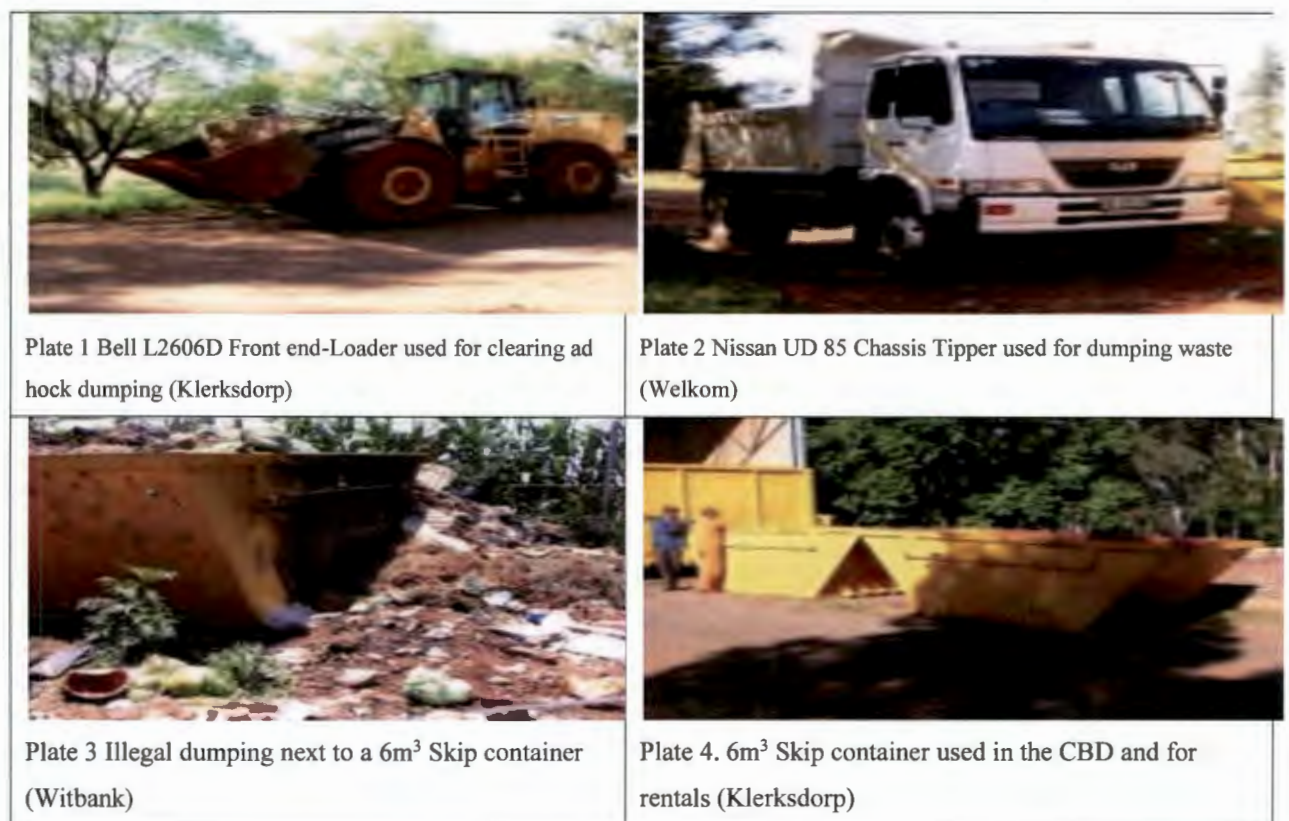 Plate 1 Bell L2606D Front end-Loader used for clearing ad
hock dumping (Klerksdorp)
Plate 2 Nissan UD 85 Chassis Tipper used for dumping waste
(Welkom)
Plate 3 Illegal dumping next to a 6m³ Skip container
(Witbank)
Plate 4. 6m³ Skip container used in the CBD and for
rentals (Klerksdorp)